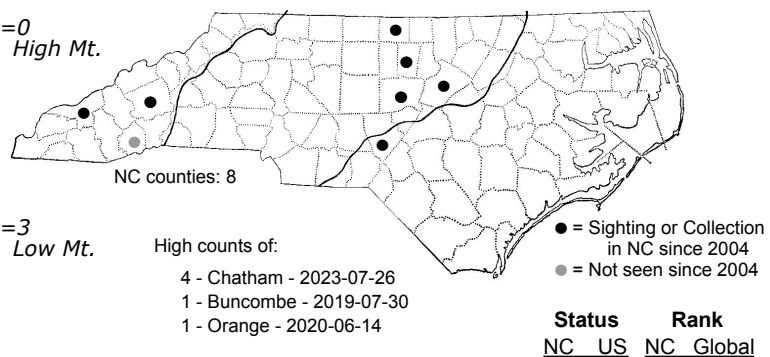 =0
High Mt.
NC counties: 8
=3
Low Mt.
High counts of:
4 - Chatham - 2023-07-26
1 - Buncombe - 2019-07-30
1 - Orange - 2020-06-14
= Sighting or Collection
in NC since 2004
= Not seen since 2004
Status Rank
NC US NC Global